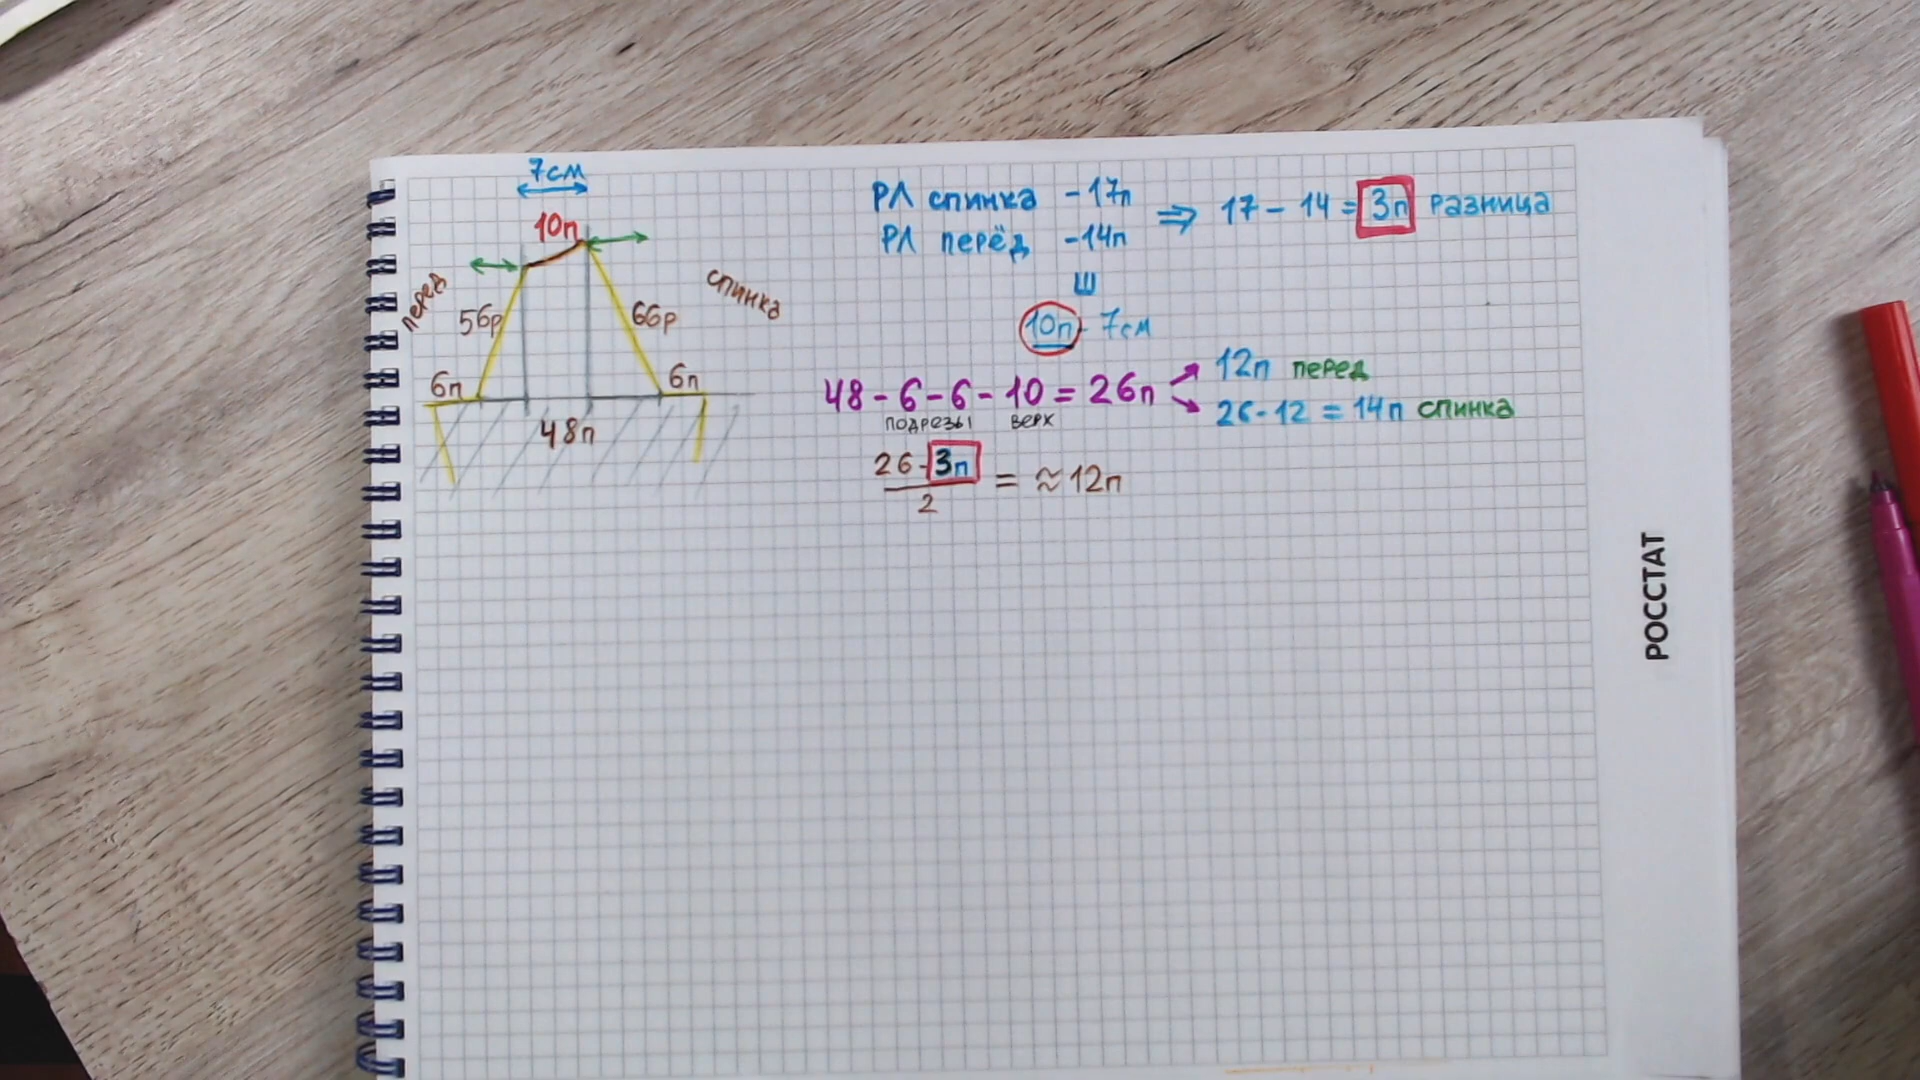 7см
10п
перед
56р
66р
спинка
6п
6п
48п
РЛ спинка - 17п
РЛ перёд - 14п
⇒ 17 - 14 = 3п разница
10п - 7см
48 - 6 - 6 - 10 = 26п
подрезы верх
12п перед
26 - 12 = 14п спинка
26 - 3п
2
= ≈ 12п
РОССТАТ